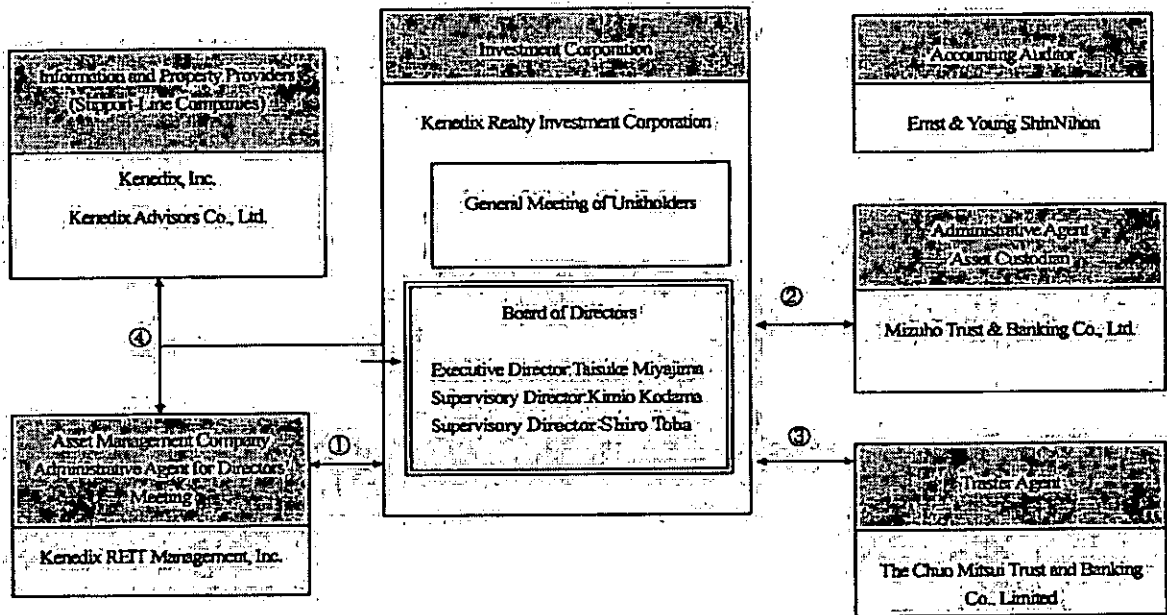 Information and Property Providers
(Support-Line Companies)
Kenedix, Inc.
Kenedix Advisors Co., Ltd.
④
Asset Management Company
Administrative Agent for Directors
Meeting
Kenedix REIT Management, Inc.
①
Investment Corporation
Kenedix Realty Investment Corporation
General Meeting of Unitholders
Board of Directors
Executive Director:Taisuke Miyajima
Supervisory Director:Kimio Kodama
Supervisory Director:Shiro Toba
②
③
Accounting Auditor
Ernst & Young ShinNihon
Administrative Agent
Asset Custodian
Mizuho Trust & Banking Co., Ltd.
Trasfer Agent
The Chuo Mitsui Trust and Banking
Co., Limited